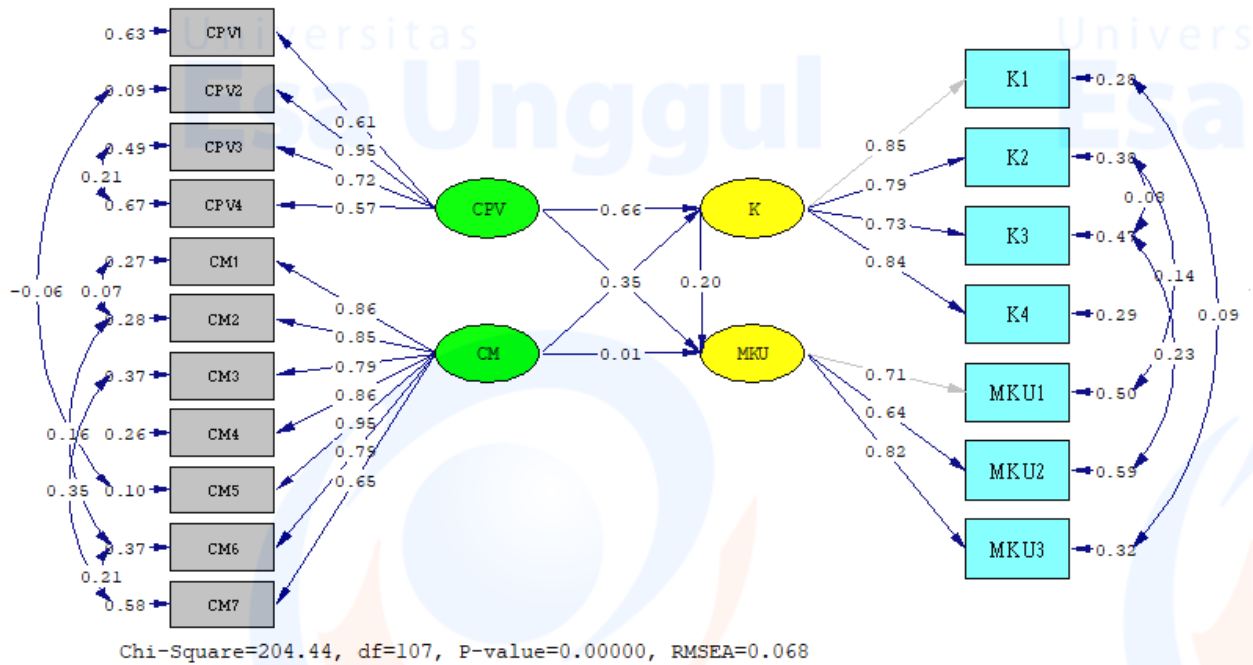 Universitas
Esa Unggul
Univers
Esa
0.63 CPV1
0.09 CPV2
0.49 CPV3
0.21
0.67 CPV4
0.27 CM1
-0.06 0.07
0.28 CM2
0.37 CM3
0.16 0.26 CM4
0.35 0.10 CM5
0.37 CM6
0.21
0.58 CM7
0.61
0.95
0.72
0.57
CPV
0.86
0.85
0.79
0.86
0.95
0.79
0.65
CM
0.66
0.35 0.20
0.01
K
MKU
0.85
0.79
0.73
0.84
0.71
0.64
0.82
K1 0.28
K2
0.08
K3 0.47
0.14
K4 0.29 0.09
0.23
MKU1 0.50
MKU2 0.59
MKU3 0.32
Chi-Square=204.44, df=107, P-value=0.00000, RMSEA=0.068